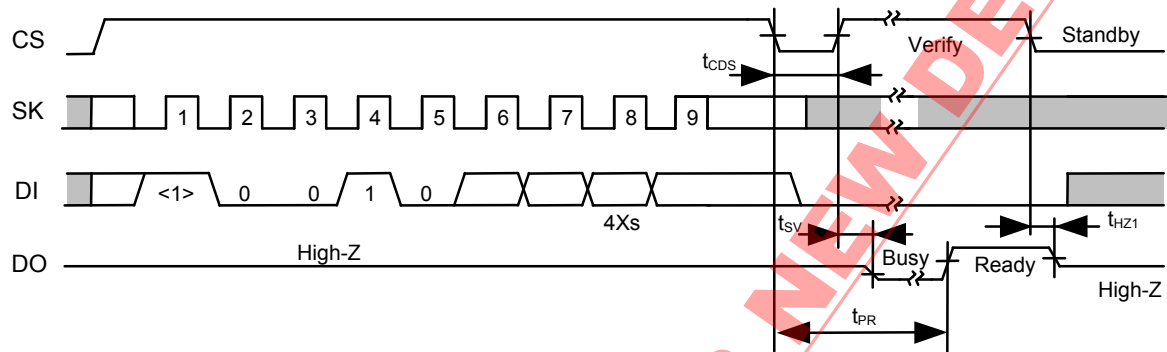 CS
Verify
Standby
tCDS
SK
1 2 3 4 5 6 7 8 9
DI
<1> 0 0 1 0
4Xs
tSV
tHZ1
DO
High-Z
Busy
Ready
High-Z
tPR
NEW DE